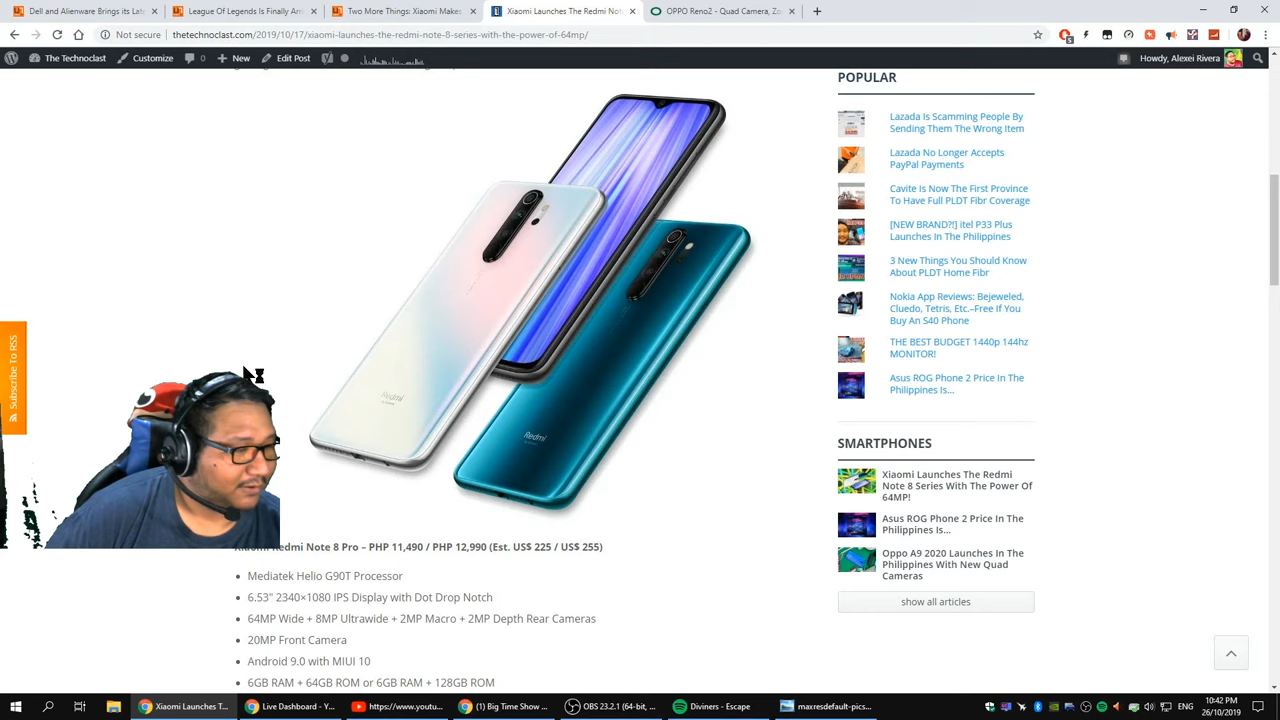 Dell and Alienware Brings its Late
League Of Legends Is Finally Arriv
Two More Things Xiaomi Makes
Xiaomi Launches The Redmi Note
OPPO Reno2 - Quad Camera, Zo
Not secure
thetechnoclast.com/2019/10/17/xiaomi-launches-the-redmi-note-8-series-with-the-power-of-64mp/
5
The Technoclast
Customize
0
New
Edit Post
Howdy, Alexei Rivera
POPULAR
Lazada Is Scamming People By
Sending Them The Wrong Item
Lazada No Longer Accepts
PayPal Payments
Cavite Is Now The First Province
To Have Full PLDT Fibr Coverage
[NEW BRAND?!] itel P33 Plus
Launches In The Philippines
3 New Things You Should Know
About PLDT Home Fibr
Nokia App Reviews: Bejeweled,
Cluedo, Tetris, Etc.–Free If You
Buy An S40 Phone
THE BEST BUDGET 1440p 144hz
MONITOR!
Asus ROG Phone 2 Price In The
Philippines Is...
SMARTPHONES
Xiaomi Launches The Redmi
Note 8 Series With The Power Of
64MP!
Asus ROG Phone 2 Price In The
Philippines Is...
Oppo A9 2020 Launches In The
Philippines With New Quad
Cameras
show all articles
Subscribe To RSS
Redmi
Redmi
Xiaomi Redmi Note 8 Pro – PHP 11,490 / PHP 12,990 (Est. US$ 225 / US$ 255)
Mediatek Helio G90T Processor
6.53" 2340×1080 IPS Display with Dot Drop Notch
64MP Wide + 8MP Ultrawide + 2MP Macro + 2MP Depth Rear Cameras
20MP Front Camera
Android 9.0 with MIUI 10
6GB RAM + 64GB ROM or 6GB RAM + 128GB ROM
Xiaomi Launches T...
Live Dashboard - Y...
https://www.youtu...
(1) Big Time Show ...
OBS 23.2.1 (64-bit, ...
Diviners - Escape
maxresdefault-pics...
ENG
10:42 PM
26/10/2019